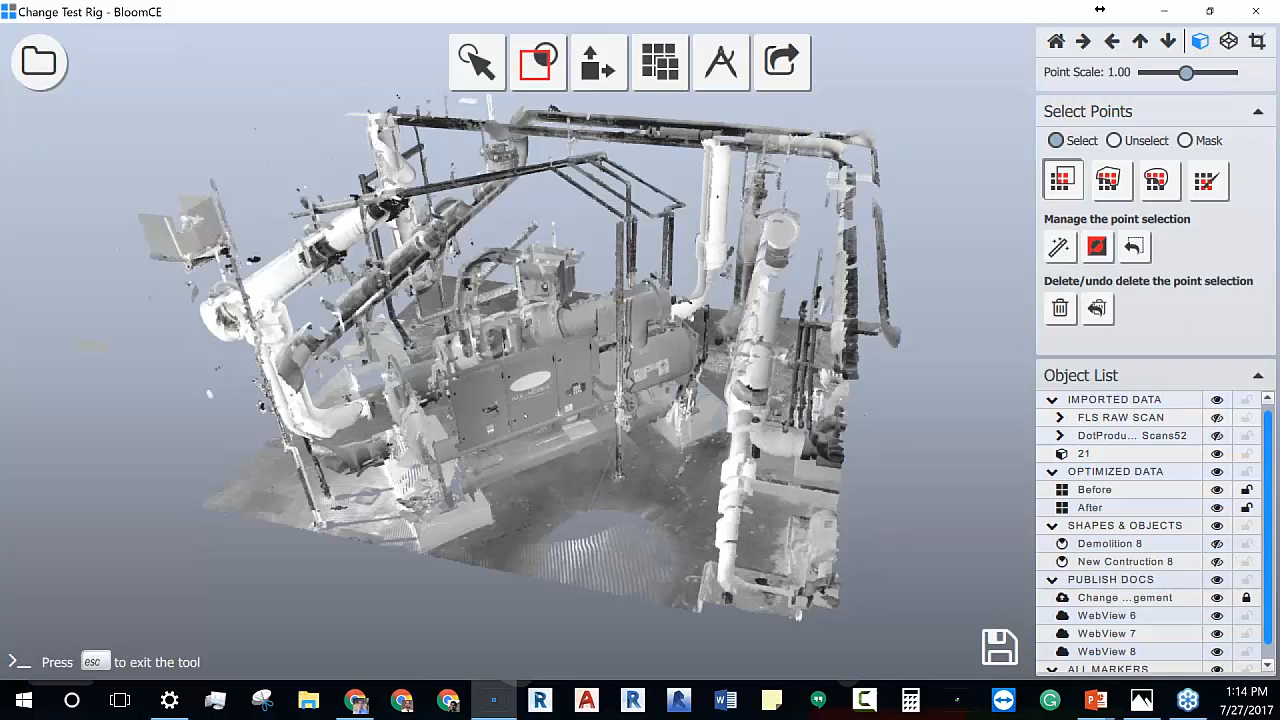 Change Test Rig - BloomCE
Point Scale: 1.00
Select Points
Select Unselect Mask
Manage the point selection
Delete/undo delete the point selection
Object List
IMPORTED DATA
FLS RAW SCAN
DotProdu... Scans52
21
OPTIMIZED DATA
Before
After
SHAPES & OBJECTS
Demolition 8
New Contruction 8
PUBLISH DOCS
Change ...gement
WebView 6
WebView 7
WebView 8
ALL MARKERS
Press esc to exit the tool
1:14 PM
7/27/2017